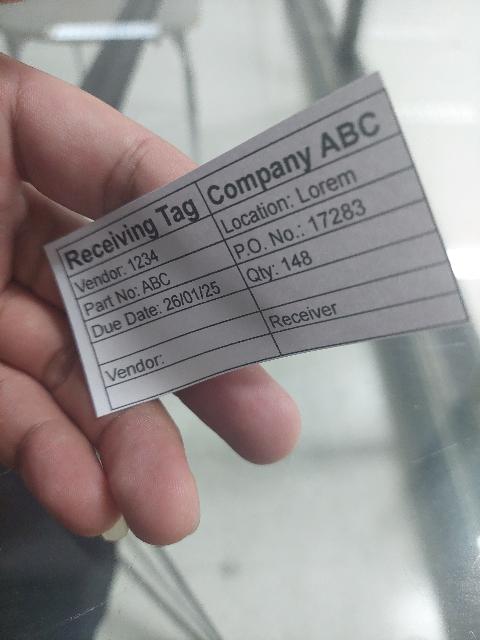 Receiving Tag Company ABC
Vendor: 1234 Location: Lorem
Part No: ABC P.O. No.: 17283
Due Date: 26/01/25 Qty: 148
Vendor: Receiver